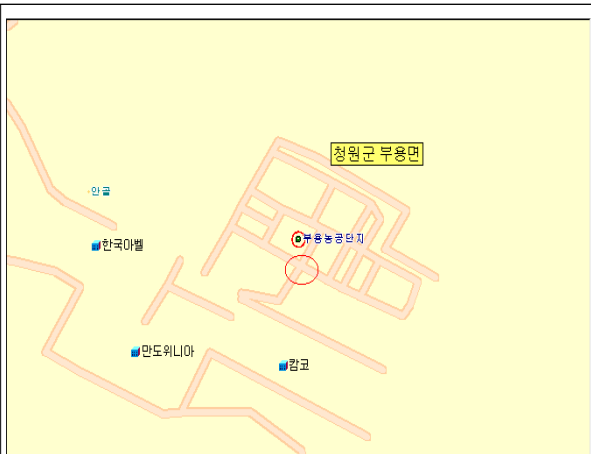 청원군 부용면
안골
부용농공단지
한국아벨
만도위니아
캄코